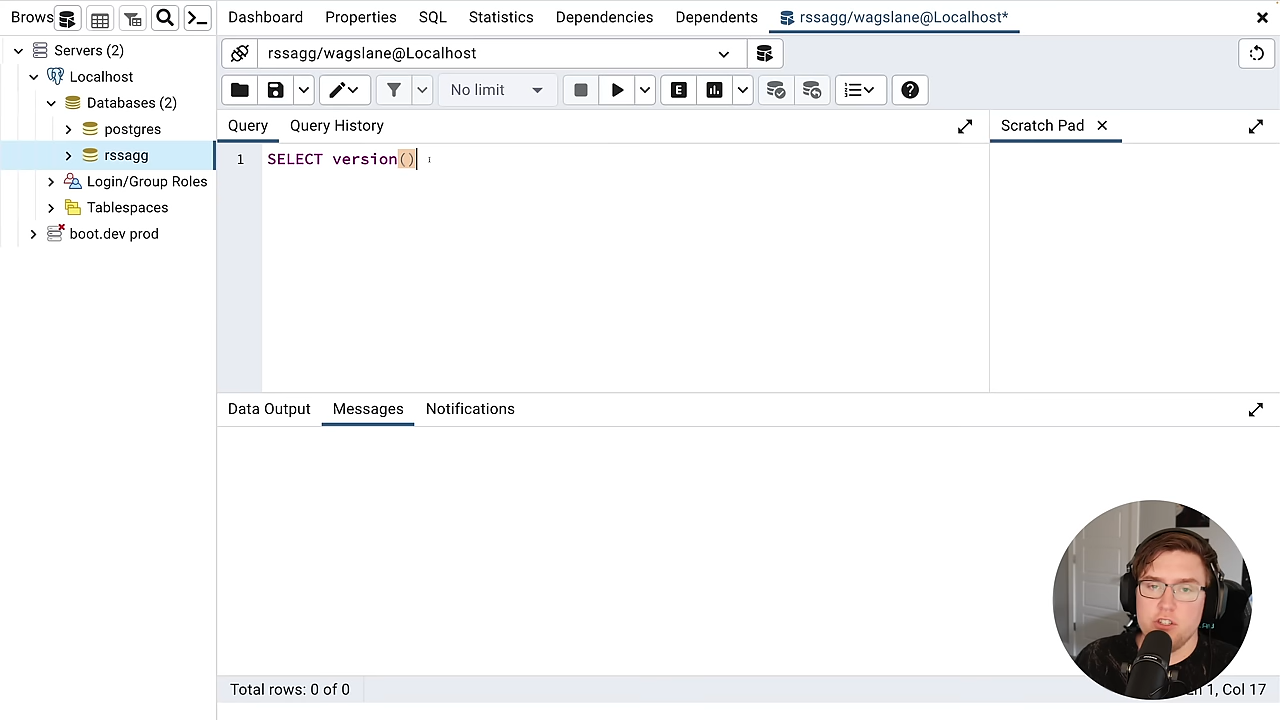 Brows
Dashboard Properties SQL Statistics Dependencies Dependents rssagg/wagslane@Localhost*
Servers (2)
Localhost
Databases (2)
postgres
rssagg
Login/Group Roles
Tablespaces
boot.dev prod
rssagg/wagslane@Localhost
No limit
E
Query Query History
Scratch Pad
1 SELECT version()
Data Output Messages Notifications
Total rows: 0 of 0
1, Col 17